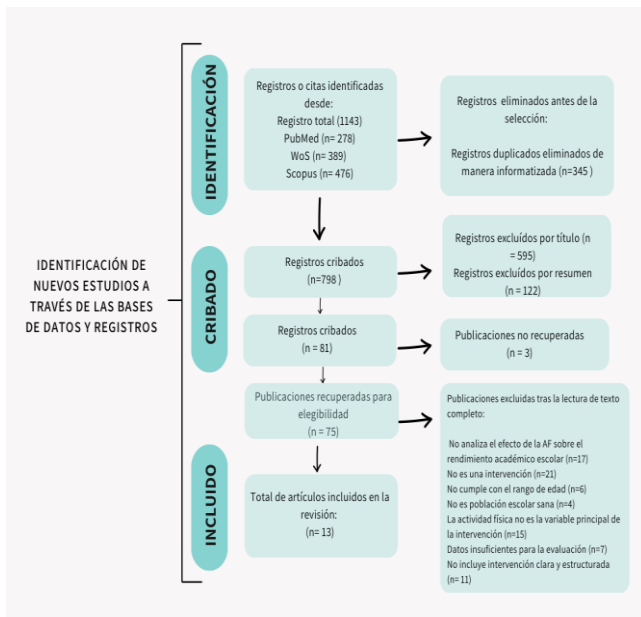 IDENTIFICACIÓN DE
NUEVOS ESTUDIOS A
TRAVÉS DE LAS BASES
DE DATOS Y REGISTROS
IDENTIFICACIÓN
Registros o citas identificadas
desde:
Registro total (1143)
PubMed (n= 278)
WoS (n= 389)
Scopus (n= 476)
Registros eliminados antes de la
selección:
Registros duplicados eliminados de
manera informatizada (n=345 )
CRIBADO
Registros cribados
(n=798 )
Registros excluídos por título (n
= 595)
Registros excluídos por resumen
(n = 122)
Registros cribados
(n = 81)
Publicaciones no recuperadas
(n = 3)
Publicaciones recuperadas para
elegibilidad
(n = 75)
Publicaciones excluidas tras la lectura de texto
completo:
No analiza el efecto de la AF sobre el
rendimiento académico escolar (n=17)
No es una intervención (n=21)
No cumple con el rango de edad (n=6)
No es población escolar sana (n=4)
La actividad física no es la variable principal de
la intervención (n=15)
Datos insuficientes para la evaluación (n=7)
No incluye intervención clara y estructurada
(n= 11)
INCLUIDO
Total de artículos incluidos en la
revisión:
(n= 13)